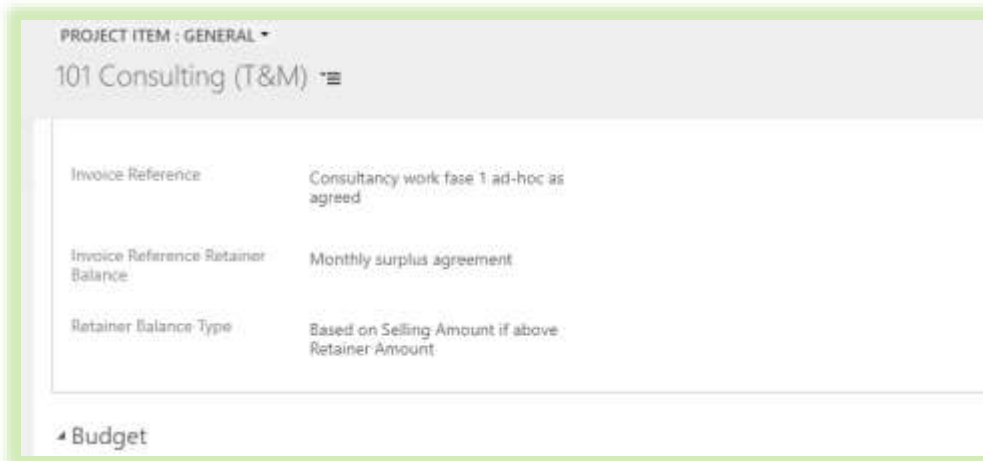 PROJECT ITEM : GENERAL
101 Consulting (T&M)
Invoice Reference
Consultancy work fase 1 ad-hoc as
agreed
Invoice Reference Retainer
Balance
Monthly surplus agreement
Retainer Balance Type
Based on Selling Amount if above
Retainer Amount
Budget